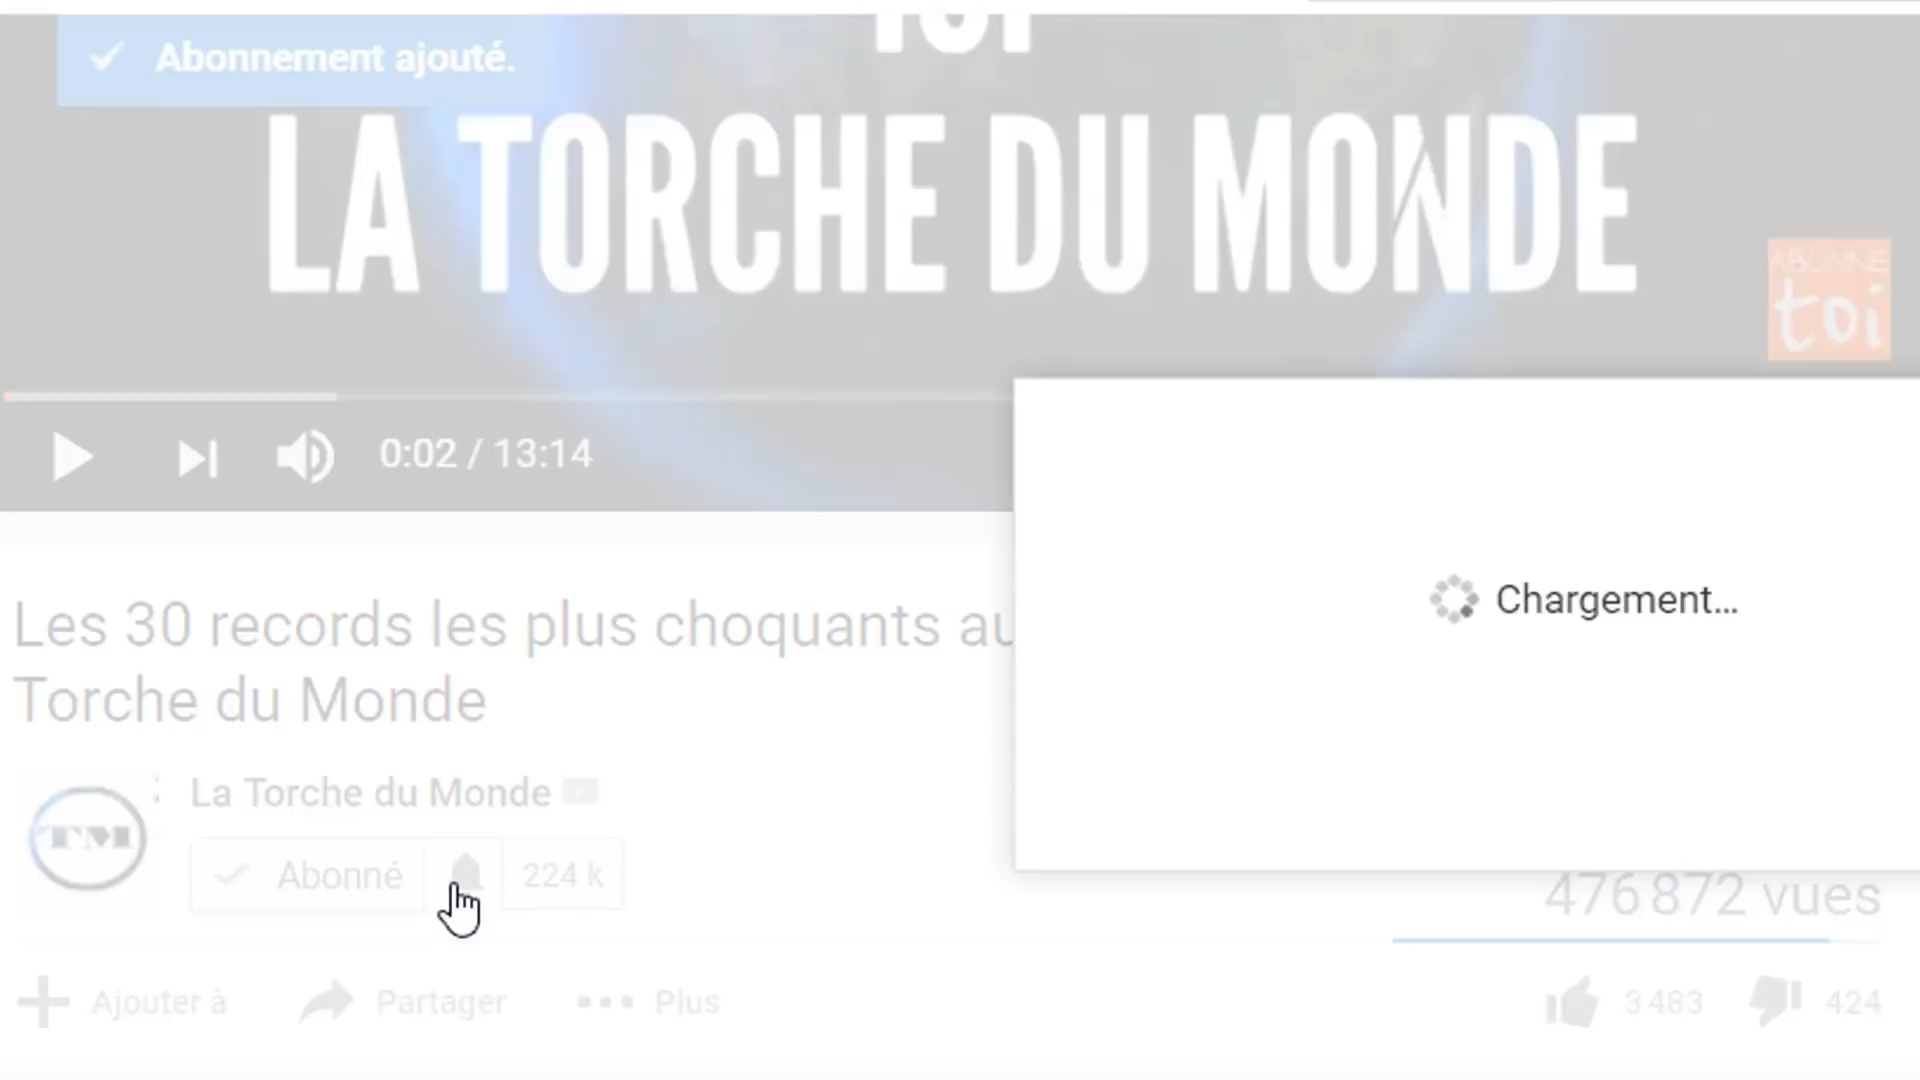 Abonnement ajouté.
LA TORCHE DU MONDE
ABONNE
toi
0:02 / 13:14
Chargement...
Les 30 records les plus choquants au
Torche du Monde
TM
La Torche du Monde
Abonné
224 k
476 872 vues
Ajouter à
Partager
Plus
3 483
424